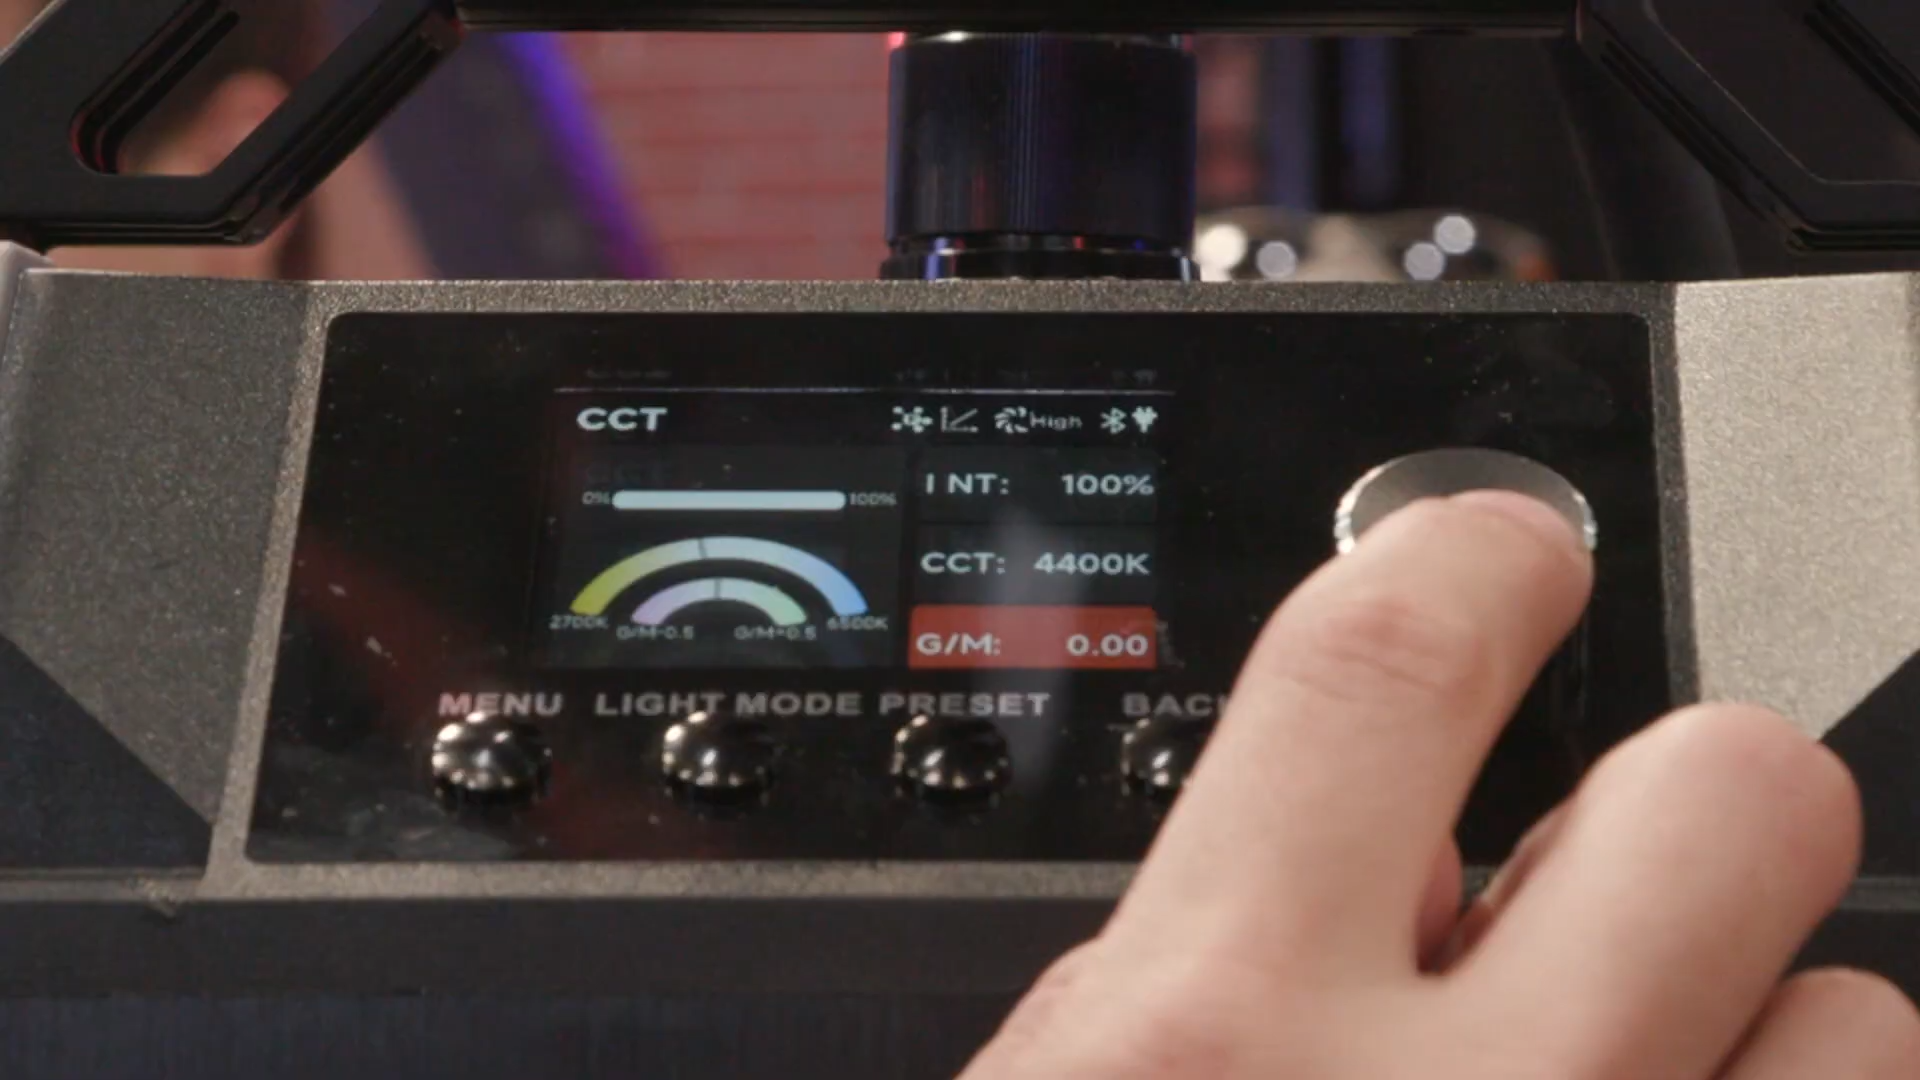 CCT High
0% 100% INT: 100%
CCT: 4400K
2700K G/M-0.5 G/M+0.5 6500K
G/M: 0.00
MENU LIGHT MODE PRESET BACK